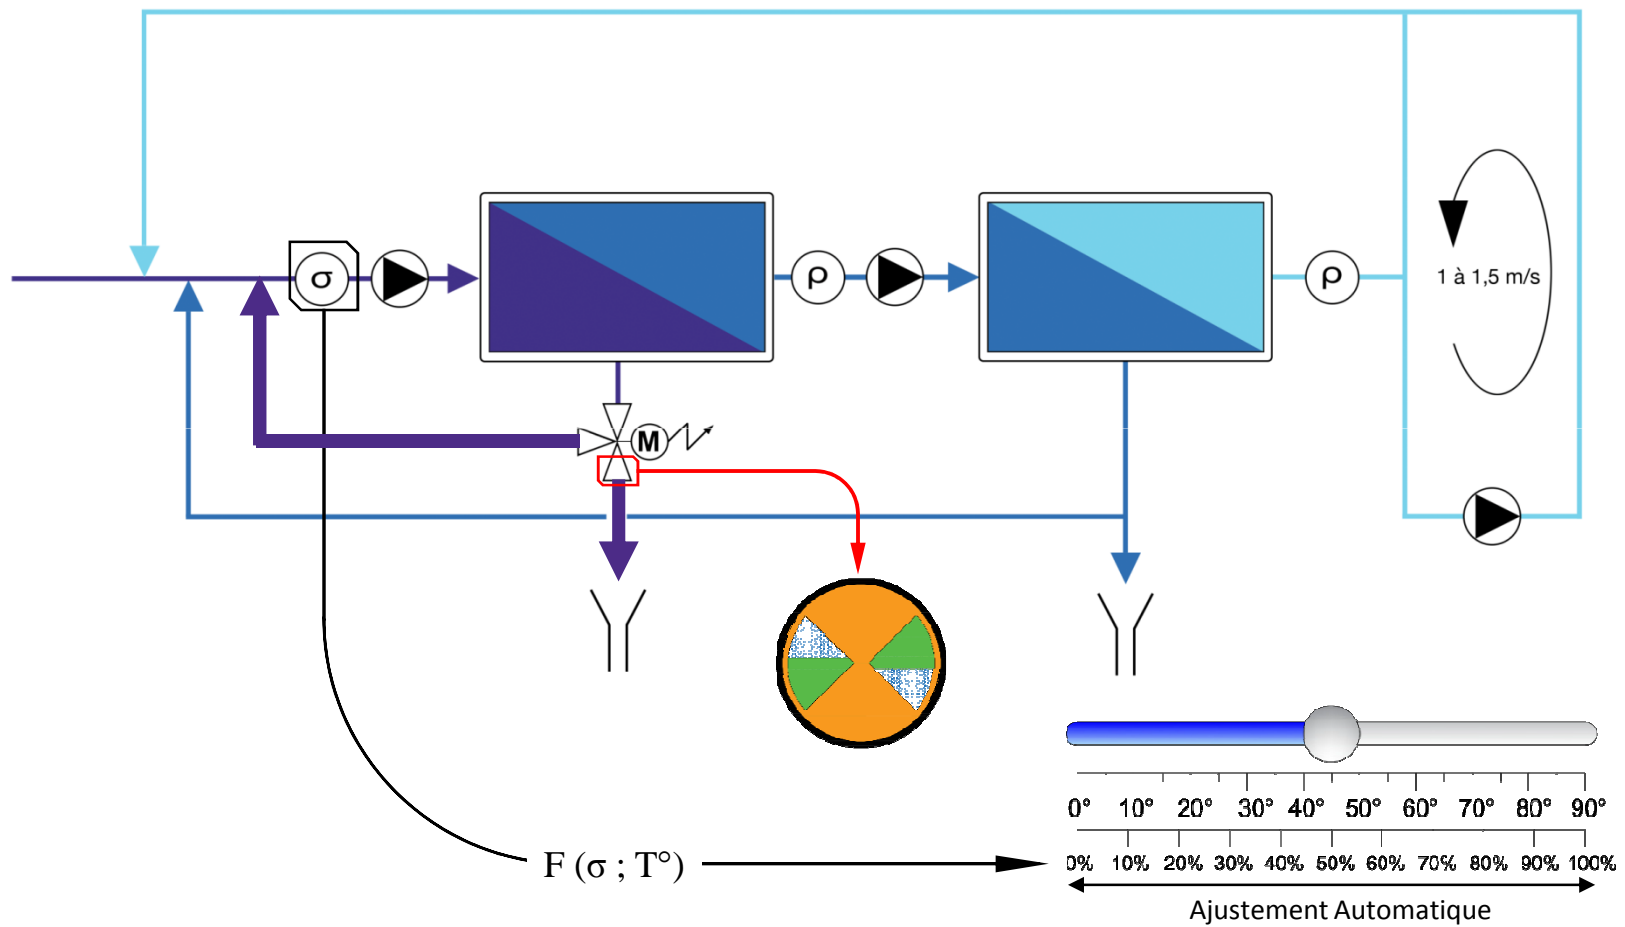 σ
ρ
ρ
1 à 1,5 m/s
M
0° 10° 20° 30° 40° 50° 60° 70° 80° 90°
F (σ ; T°)
0% 10% 20% 30% 40% 50% 60% 70% 80% 90% 100%
Ajustement Automatique